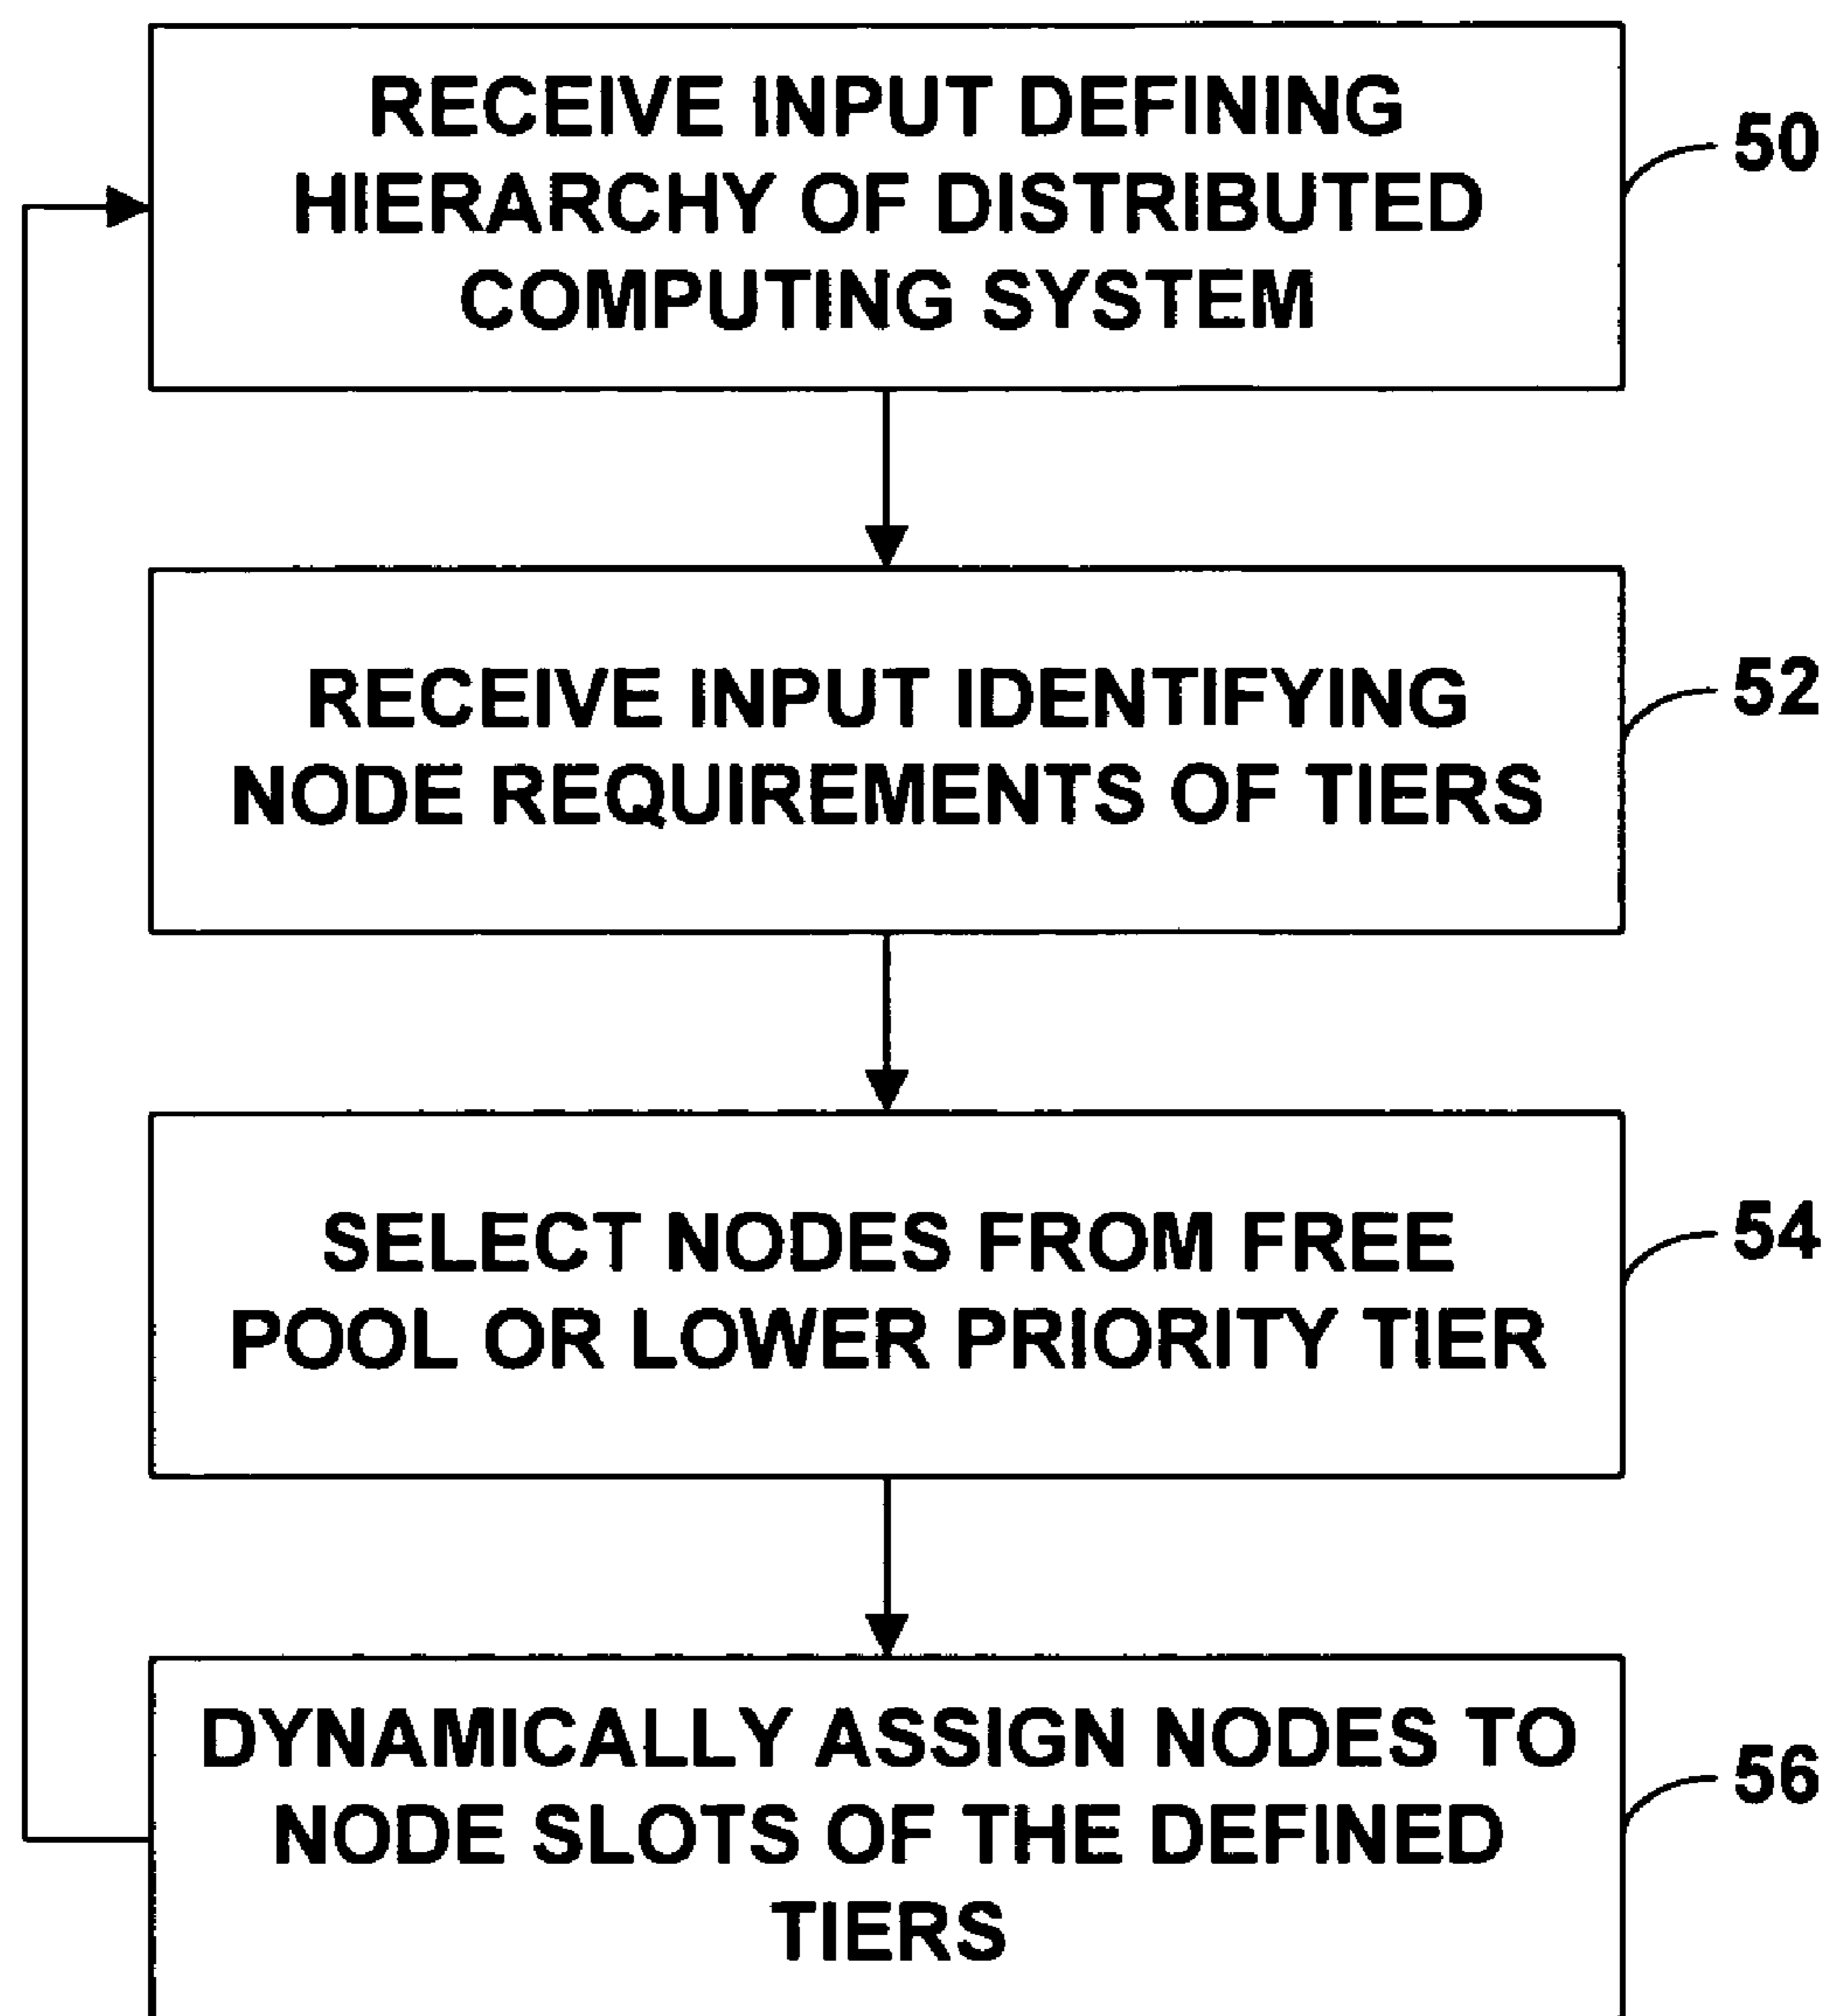 RECEIVE INPUT DEFINING
HIERARCHY OF DISTRIBUTED
COMPUTING SYSTEM
50
RECEIVE INPUT IDENTIFYING
NODE REQUIREMENTS OF TIERS
52
SELECT NODES FROM FREE
POOL OR LOWER PRIORITY TIER
54
DYNAMICALLY ASSIGN NODES TO
NODE SLOTS OF THE DEFINED
TIERS
56